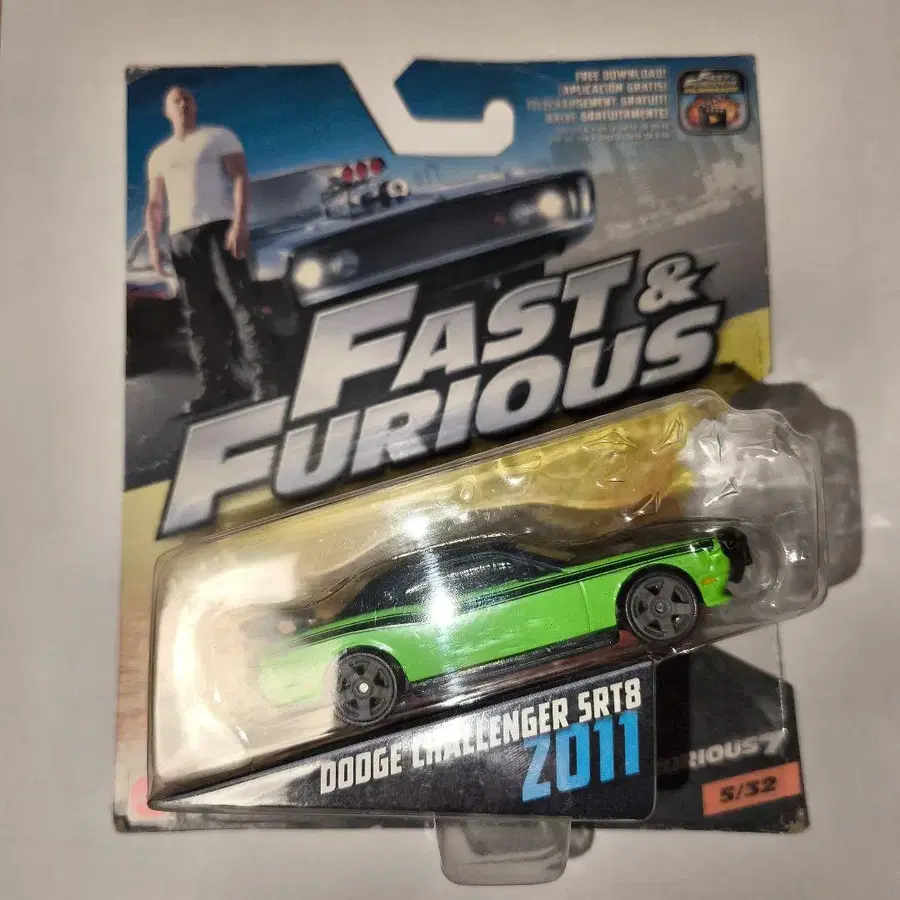 FREE DOWNLOAD!
¡APLICACIÓN GRATIS!
TÉLÉCHARGEMENT GRATUIT!
BAIXE GRATUITAMENTE!
FAST &
FURIOUS
DODGE CHALLENGER SRT8
2011
FURIOUS 7
5/32